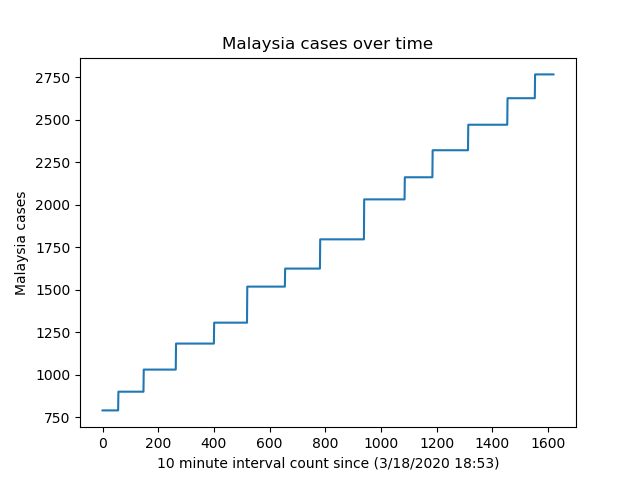 Malaysia cases over time
2750
2500
2250
2000
1750
1500
1250
1000
750
Malaysia cases
0 200 400 600 800 1000 1200 1400 1600
10 minute interval count since (3/18/2020 18:53)